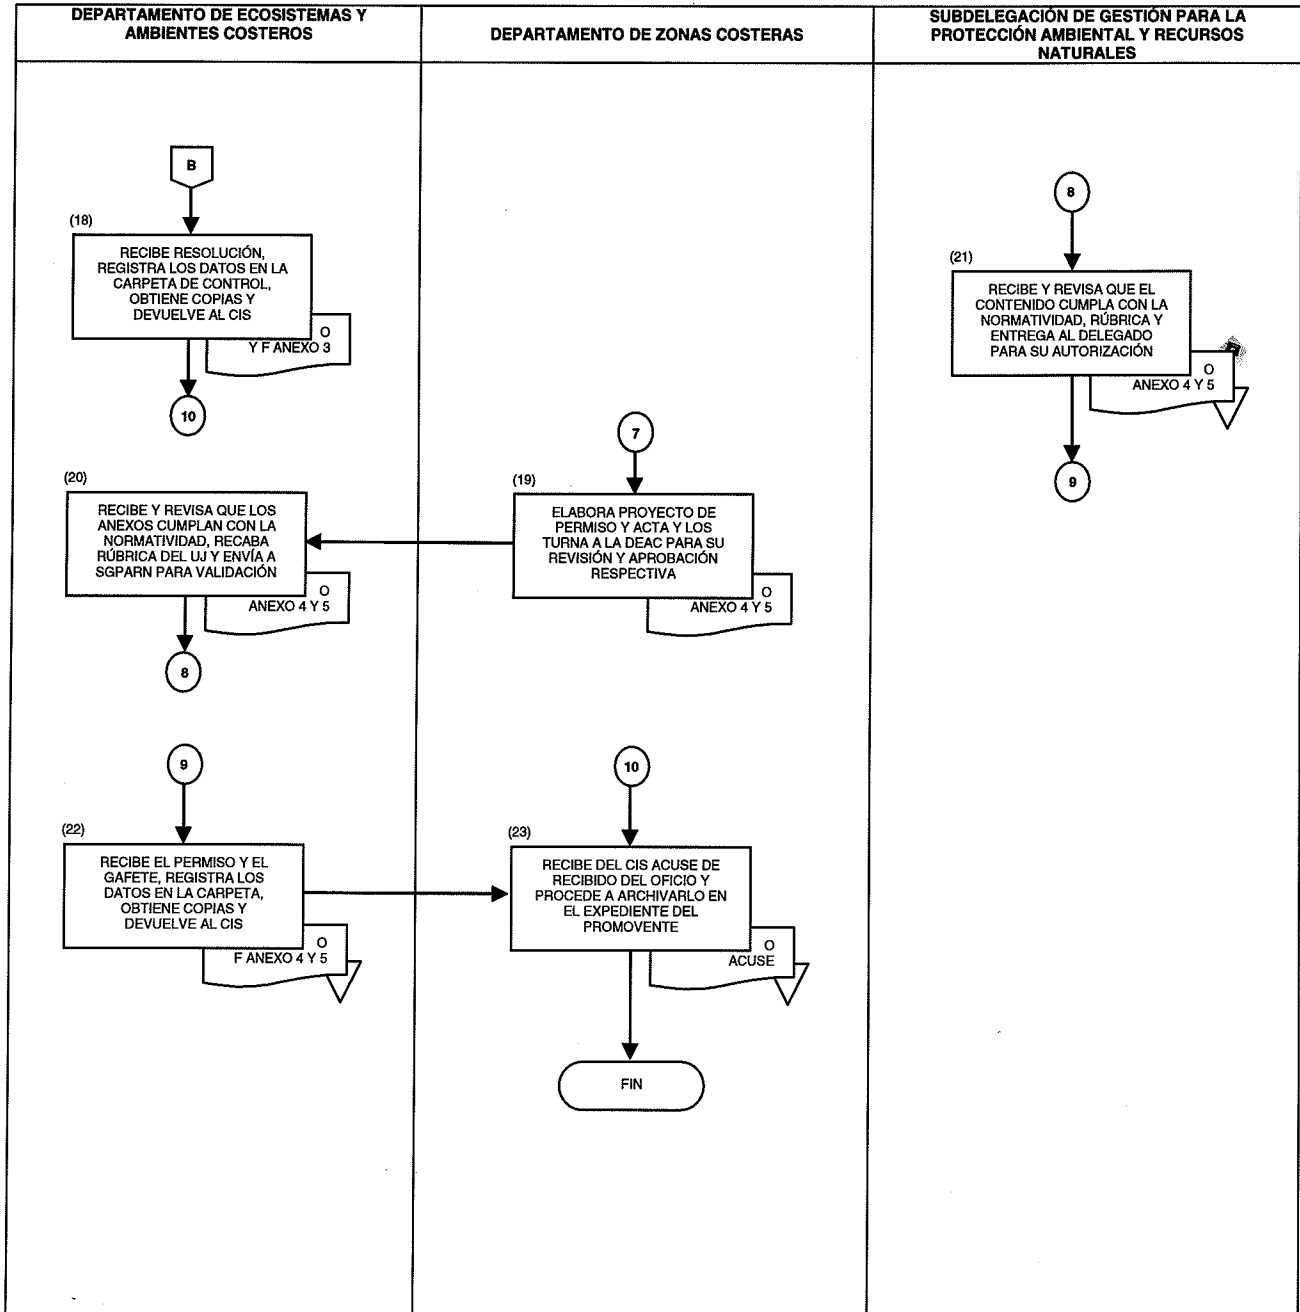 DEPARTAMENTO DE ECOSISTEMAS Y
AMBIENTES COSTEROS
DEPARTAMENTO DE ZONAS COSTERAS
SUBDELEGACIÓN DE GESTIÓN PARA LA
PROTECCIÓN AMBIENTAL Y RECURSOS
NATURALES
B
(18)
RECIBE RESOLUCIÓN,
REGISTRA LOS DATOS EN LA
CARPETA DE CONTROL,
OBTIENE COPIAS Y
DEVUELVE AL CIS
O
Y F ANEXO 3
10
(20)
RECIBE Y REVISA QUE LOS
ANEXOS CUMPLAN CON LA
NORMATIVIDAD, RECABA
RÚBRICA DEL UJ Y ENVÍA A
SGPARN PARA VALIDACIÓN
O
ANEXO 4 Y 5
8
9
(22)
RECIBE EL PERMISO Y EL
GAFETE, REGISTRA LOS
DATOS EN LA CARPETA,
OBTIENE COPIAS Y
DEVUELVE AL CIS
O
F ANEXO 4 Y 5
7
(19)
ELABORA PROYECTO DE
PERMISO Y ACTA Y LOS
TURNA A LA DEAC PARA SU
REVISIÓN Y APROBACIÓN
RESPECTIVA
O
ANEXO 4 Y 5
10
(23)
RECIBE DEL CIS ACUSE DE
RECIBIDO DEL OFICIO Y
PROCEDE A ARCHIVARLO EN
EL EXPEDIENTE DEL
PROMOVENTE
O
ACUSE
FIN
8
(21)
RECIBE Y REVISA QUE EL
CONTENIDO CUMPLA CON LA
NORMATIVIDAD, RÚBRICA Y
ENTREGA AL DELEGADO
PARA SU AUTORIZACIÓN
O
ANEXO 4 Y 5
9